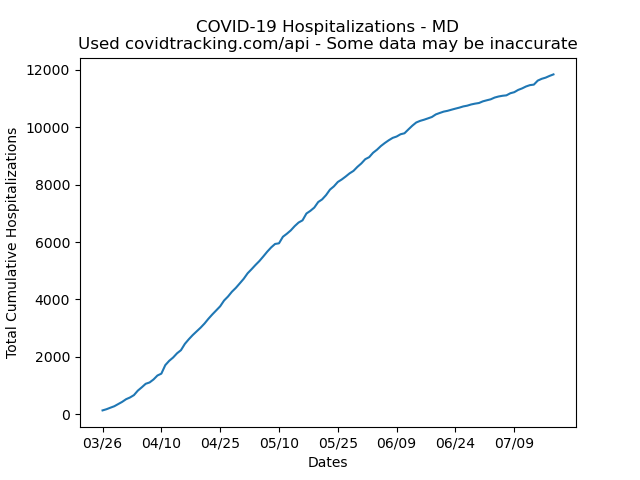 COVID-19 Hospitalizations - MD
Used covidtracking.com/api - Some data may be inaccurate
12000
10000
8000
6000
4000
2000
0
Total Cumulative Hospitalizations
03/26 04/10 04/25 05/10 05/25 06/09 06/24 07/09
Dates